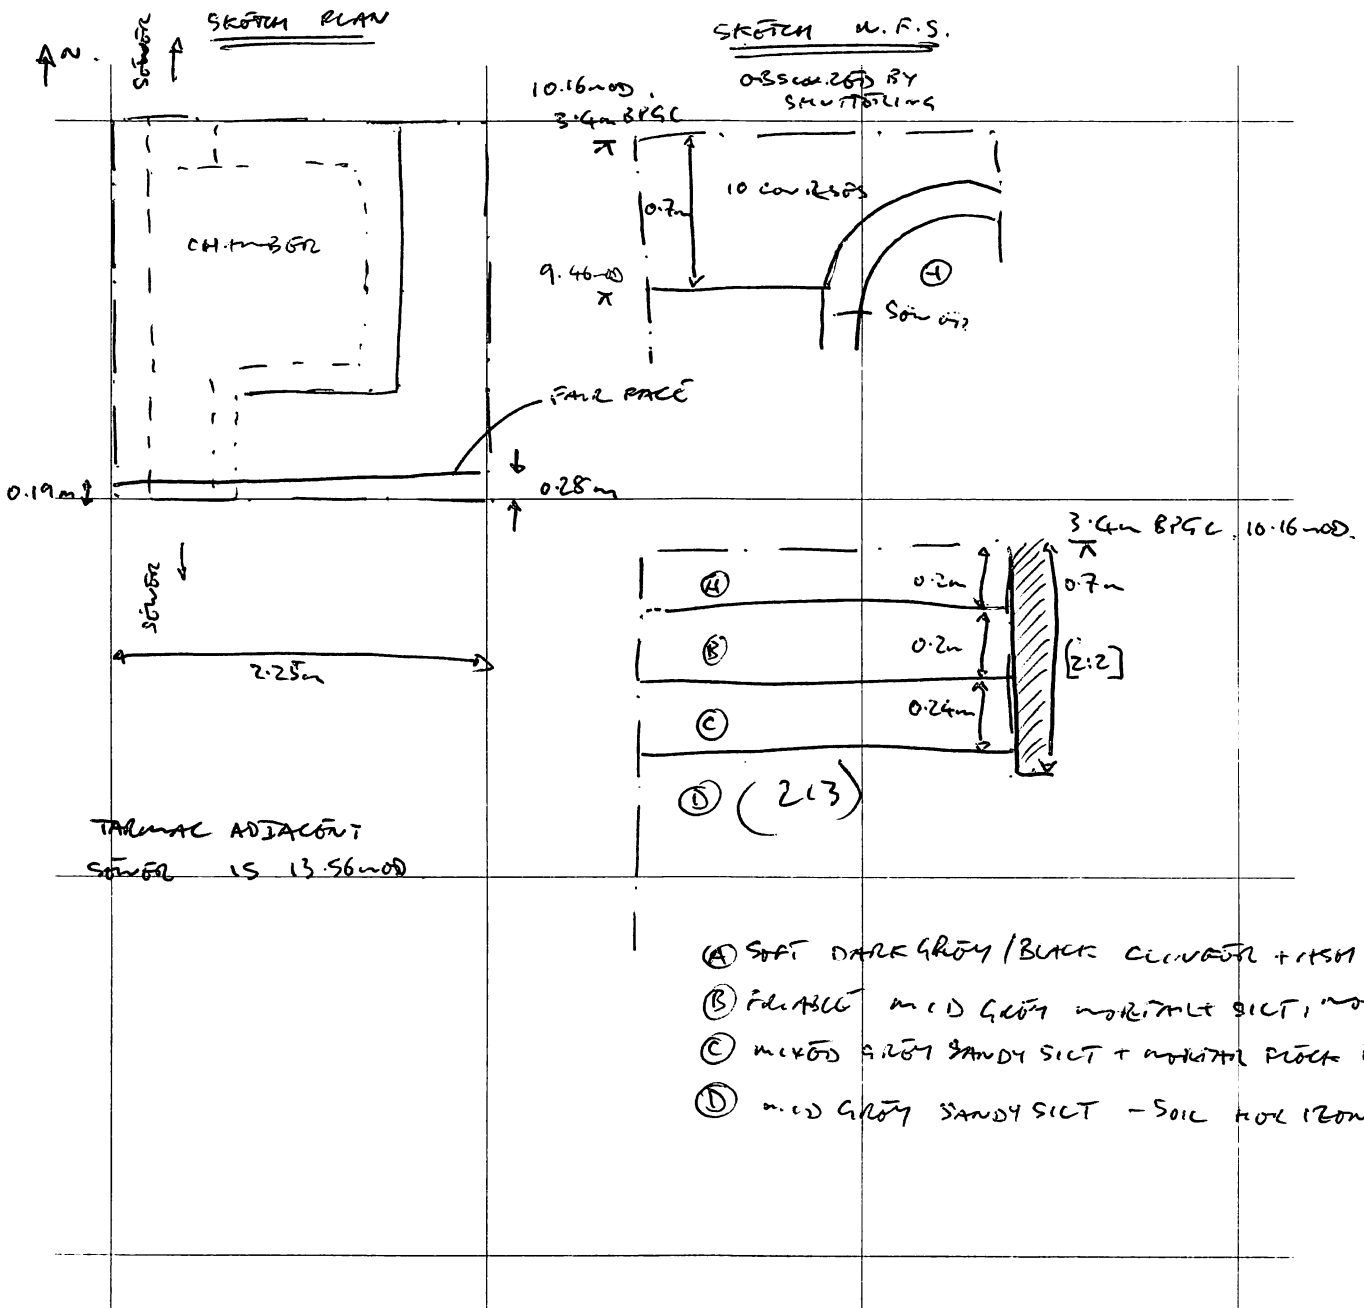 SKETCH PLAN
N.
SEWER
CHAMBER
FAIR FACE
0.19m
0.28m
SEWER
2.25m
TARMAC ADJACENT
SEWER IS 13.56mOD
SKETCH W.F.S.
OBSCURED BY
SHUTTERING
10.16mOD.
3.4m BPGL
0.7m
10 COURSES
9.46mOD
SEWER
3.4m BPGL 10.16mOD.
A
0.2m
0.7m
B
0.2m
[2:2]
C
0.24m
D (213)
A SOFT DARK GREY/BLACK CLINKER + ASH
B FRIABLE MID GREY MORTAR + SILT,
C MIXED GREY SANDY SILT + MORTAR FLECK
D MID GREY SANDY SILT - SOIL HORIZON